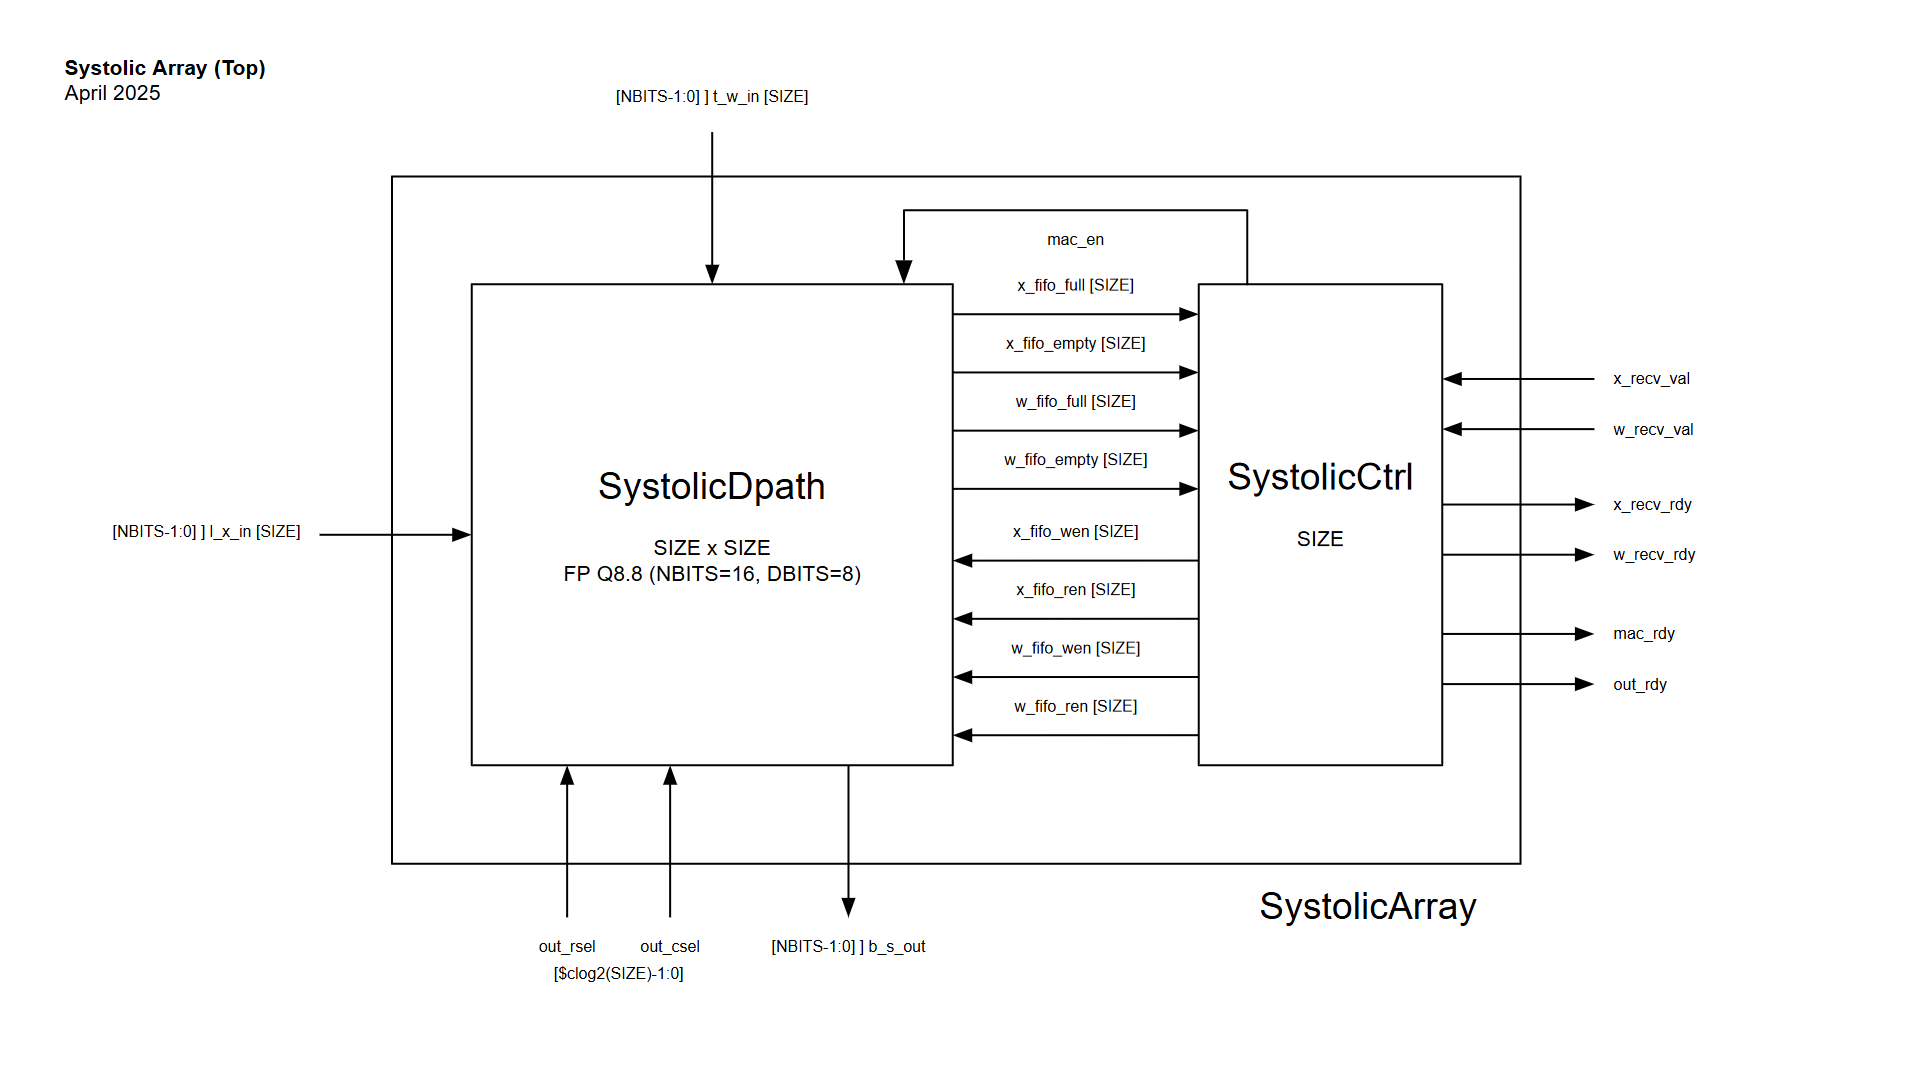 Systolic Array (Top)
April 2025
[NBITS-1:0] ] t_w_in [SIZE]
mac_en
x_fifo_full [SIZE]
x_fifo_empty [SIZE]
w_fifo_full [SIZE]
w_fifo_empty [SIZE]
x_fifo_wen [SIZE]
x_fifo_ren [SIZE]
w_fifo_wen [SIZE]
w_fifo_ren [SIZE]
[NBITS-1:0] ] l_x_in [SIZE]
SystolicDpath
SIZE x SIZE
FP Q8.8 (NBITS=16, DBITS=8)
SystolicCtrl
SIZE
x_recv_val
w_recv_val
x_recv_rdy
w_recv_rdy
mac_rdy
out_rdy
SystolicArray
out_rsel
out_csel
[$clog2(SIZE)-1:0]
[NBITS-1:0] ] b_s_out